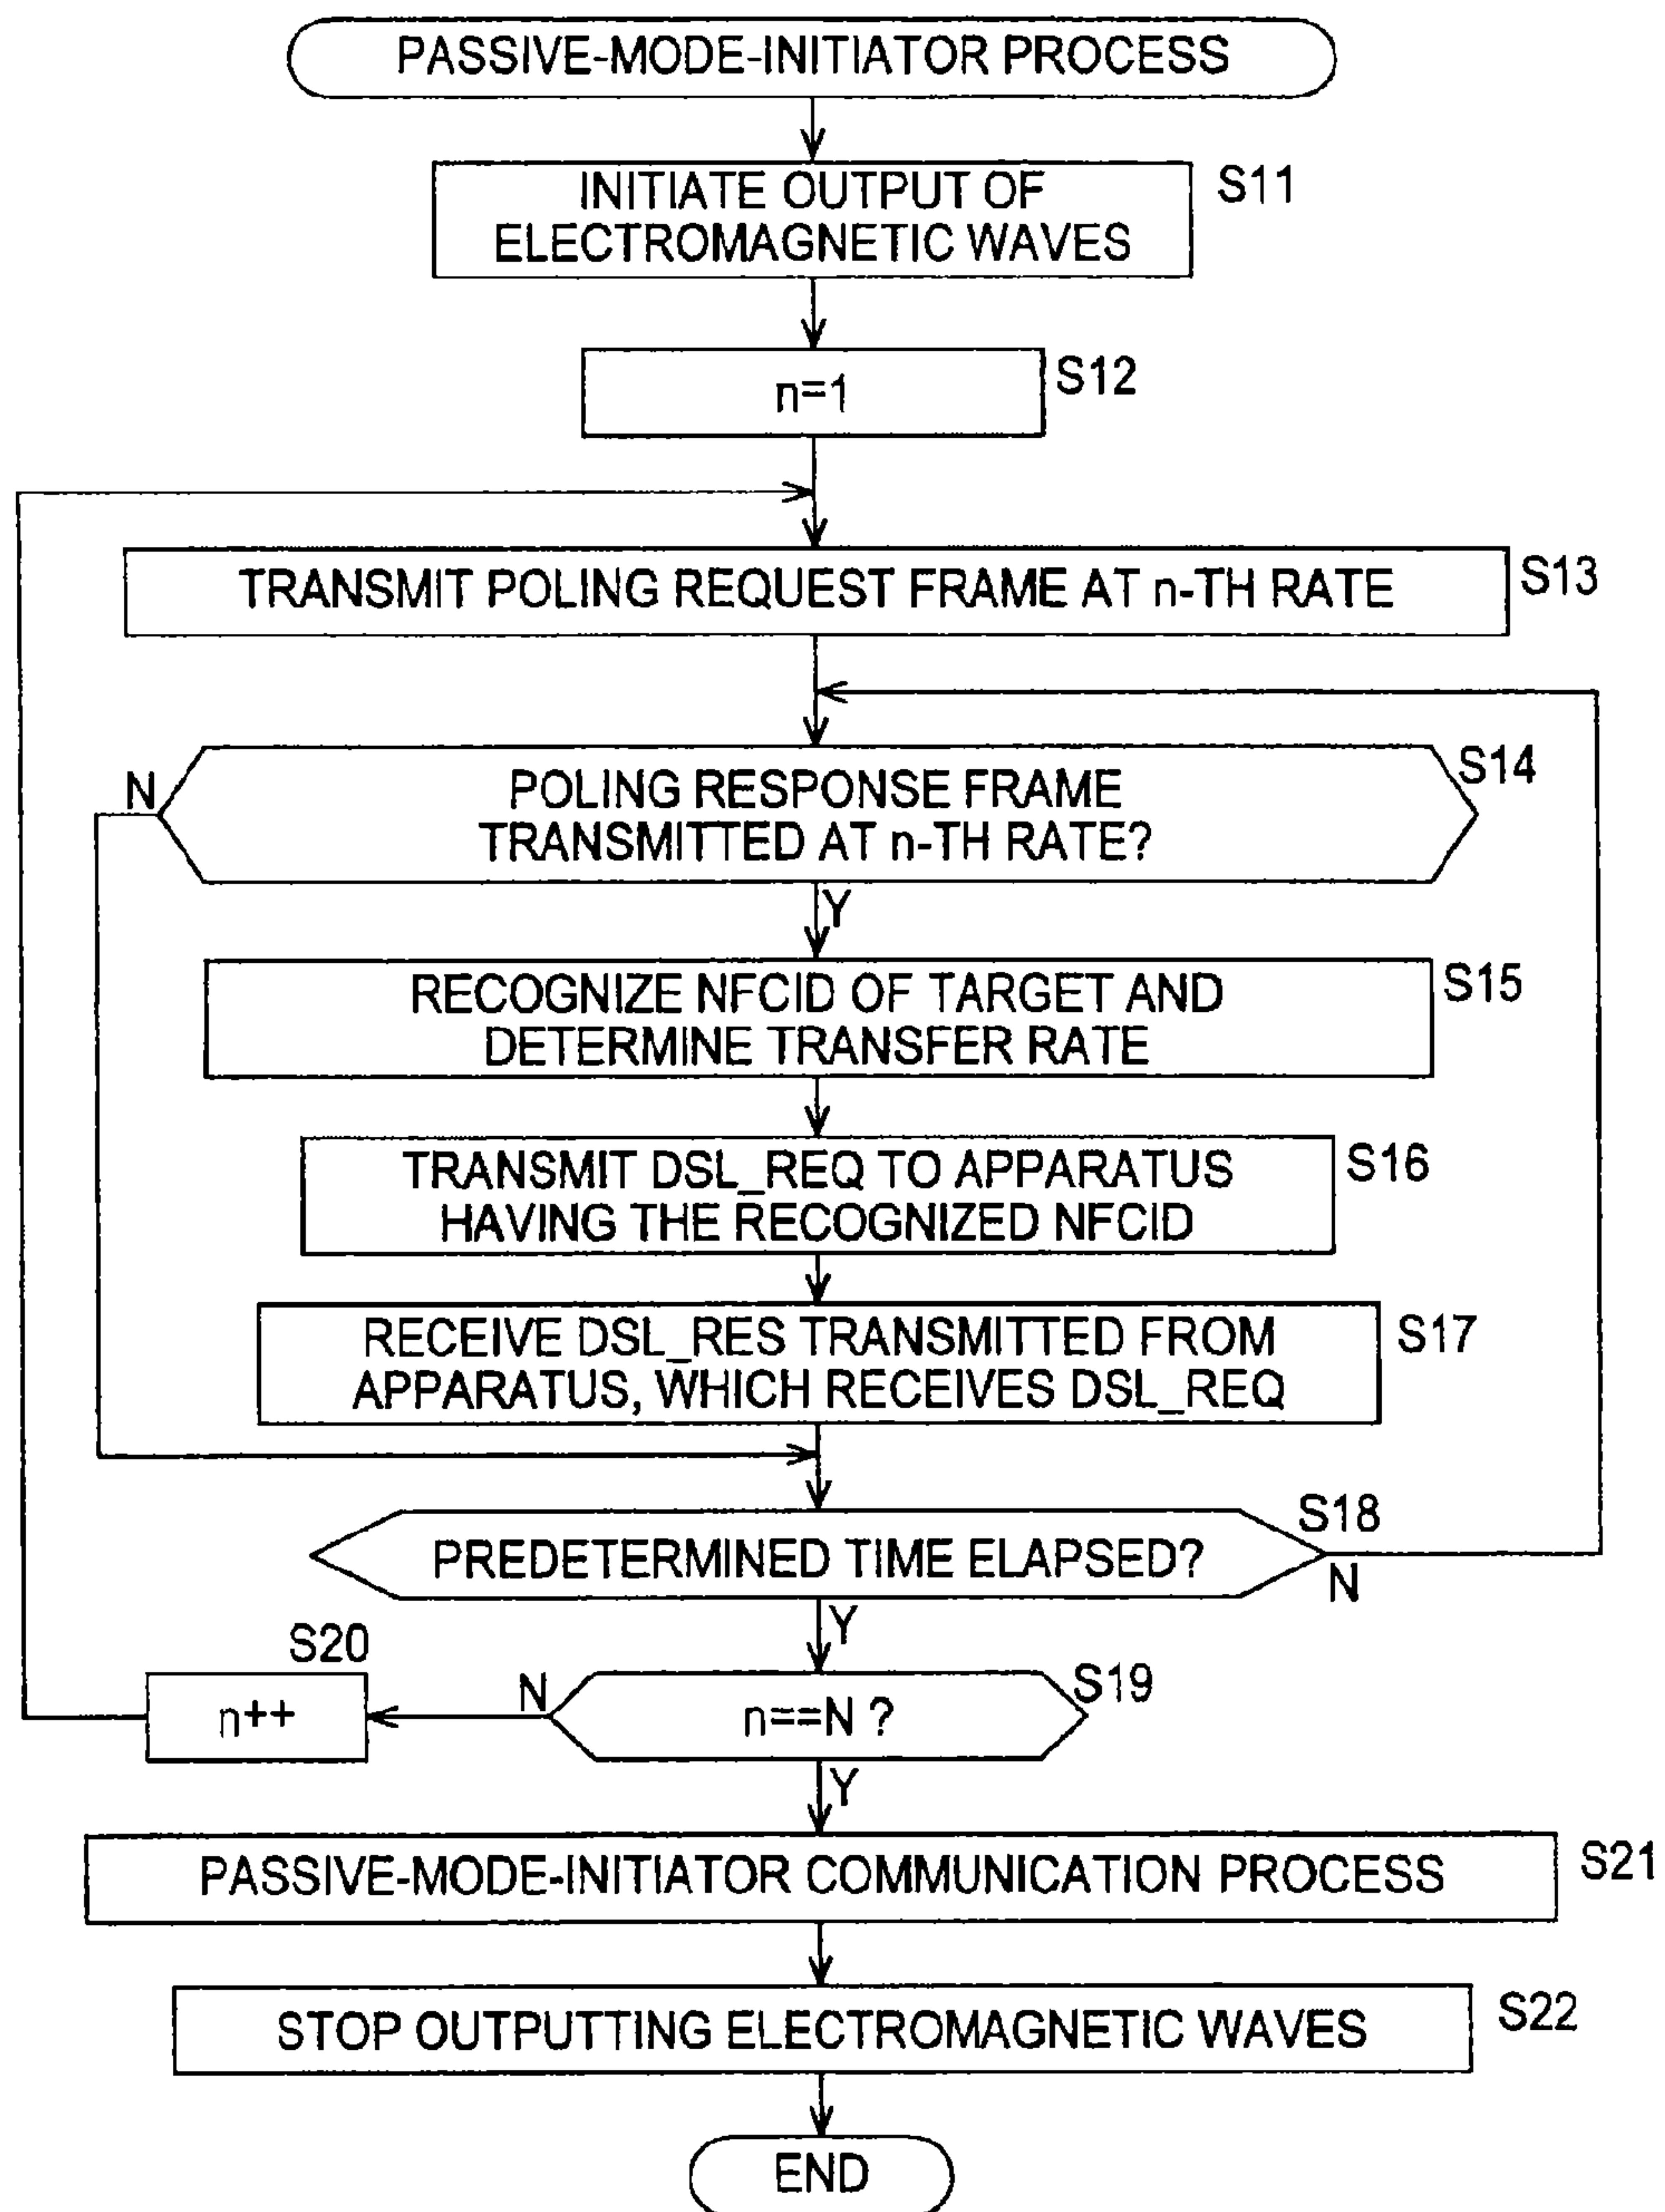 PASSIVE-MODE-INITIATOR PROCESS
INITIATE OUTPUT OF
ELECTROMAGNETIC WAVES
S11
n=1
S12
TRANSMIT POLING REQUEST FRAME AT n-TH RATE
S13
N
POLING RESPONSE FRAME
TRANSMITTED AT n-TH RATE?
S14
Y
RECOGNIZE NFCID OF TARGET AND
DETERMINE TRANSFER RATE
S15
TRANSMIT DSL_REQ TO APPARATUS
HAVING THE RECOGNIZED NFCID
S16
RECEIVE DSL_RES TRANSMITTED FROM
APPARATUS, WHICH RECEIVES DSL_REQ
S17
PREDETERMINED TIME ELAPSED?
S18
N
Y
S20
n++
N
n==N ?
S19
Y
PASSIVE-MODE-INITIATOR COMMUNICATION PROCESS
S21
STOP OUTPUTTING ELECTROMAGNETIC WAVES
S22
END